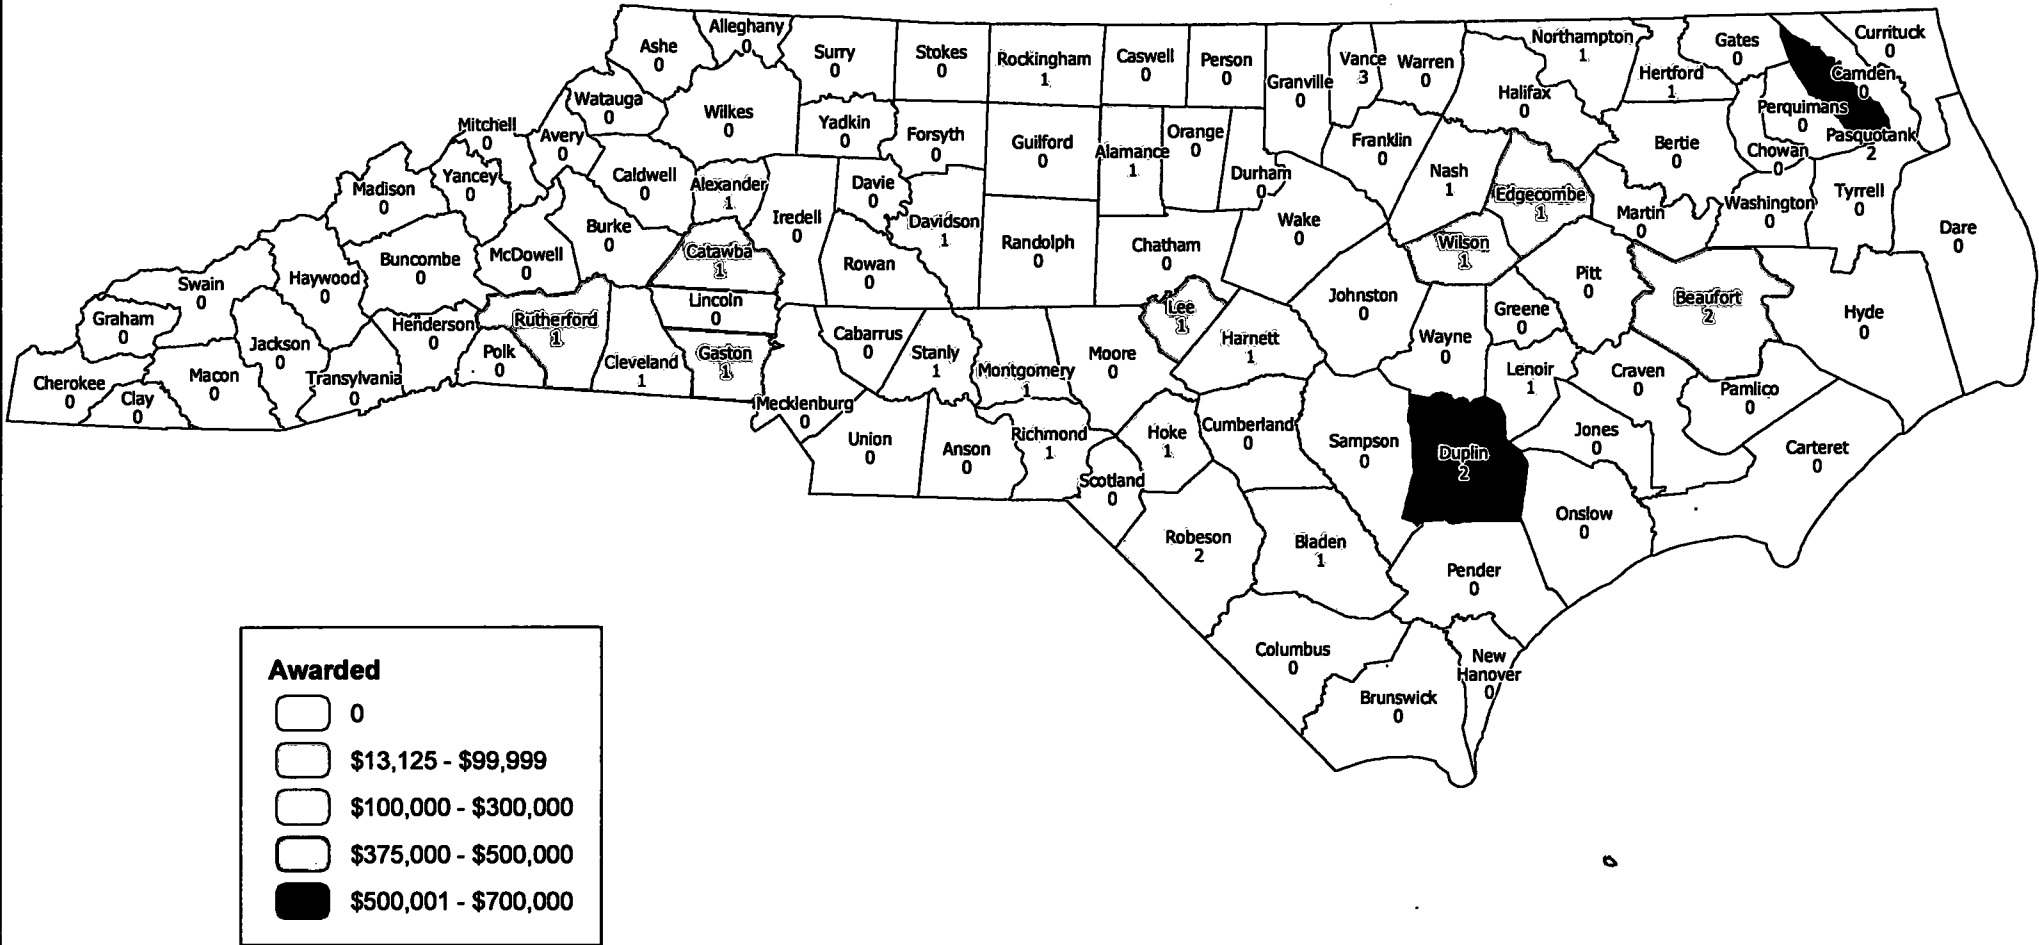 Alleghany
0
Ashe
0
Surry
0
Stokes
0
Rockingham
1
Caswell
0
Person
0
Granville
0
Vance
3
Warren
0
Northampton
1
Gates
0
Currituck
0
Hertford
1
Camden
0
Halifax
0
Perquimans
0
Pasquotank
2
Watauga
0
Wilkes
0
Yadkin
0
Forsyth
0
Guilford
0
Alamance
1
Orange
0
Durham
0
Franklin
0
Nash
1
Edgecombe
1
Bertie
0
Chowan
0
Mitchell
0
Avery
0
Yancey
0
Madison
0
Caldwell
0
Alexander
1
Iredell
0
Davie
0
Davidson
1
Randolph
0
Chatham
0
Wake
0
Wilson
1
Martin
0
Washington
0
Tyrrell
0
Dare
0
Burke
0
McDowell
0
Buncombe
0
Haywood
0
Swain
0
Graham
0
Catawba
1
Rowan
0
Lincoln
0
Lee
1
Johnston
0
Pitt
0
Greene
0
Beaufort
2
Hyde
0
Cherokee
0
Clay
0
Macon
0
Jackson
0
Transylvania
0
Henderson
0
Polk
0
Rutherford
1
Cleveland
1
Gaston
1
Cabarrus
0
Stanly
1
Montgomery
1
Moore
0
Harnett
1
Wayne
0
Lenoir
1
Craven
0
Pamlico
0
Mecklenburg
0
Union
0
Anson
0
Richmond
1
Scotland
0
Hoke
1
Cumberland
0
Sampson
0
Duplin
2
Jones
0
Carteret
0
Onslow
0
Robeson
2
Bladen
1
Pender
0
Columbus
0
Brunswick
0
New
Hanover
0
Awarded
0
$13,125 - $99,999
$100,000 - $300,000
$375,000 - $500,000
$500,001 - $700,000